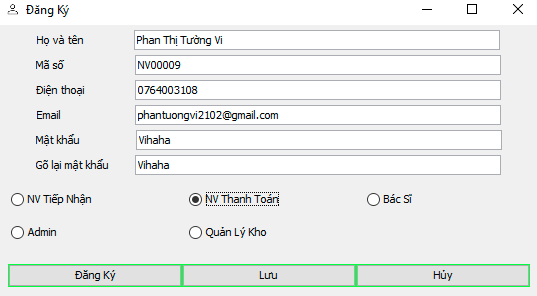 Đăng Ký
Họ và tên Phan Thị Tường Vi
Mã số NV00009
Điện thoại 0764003108
Email phantuongvi2102@gmail.com
Mật khẩu Vihaha
Gõ lại mật khẩu Vihaha
NV Tiếp Nhận NV Thanh Toán Bác Sĩ
Admin Quản Lý Kho
Đăng Ký Lưu Hủy